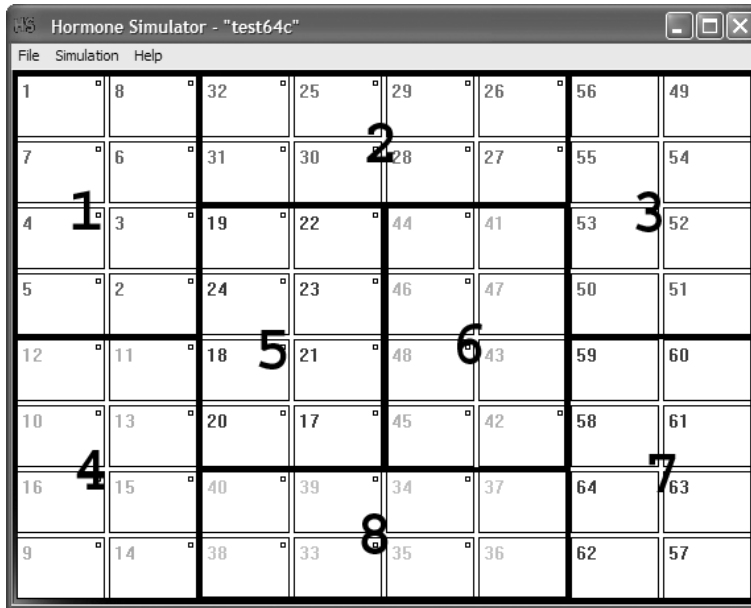 HS Hormone Simulator - "test64c"
File Simulation Help
1 8 32 25 29 26 56 49
2
7 6 31 30 28 27 55 54
1 3
4 3 19 22 44 41 53 52
5 2 24 23 46 47 50 51
5 6
12 11 18 21 48 43 59 60
10 13 20 17 45 42 58 61
4 7
16 15 40 39 34 37 64 63
8
9 14 38 33 35 36 62 57